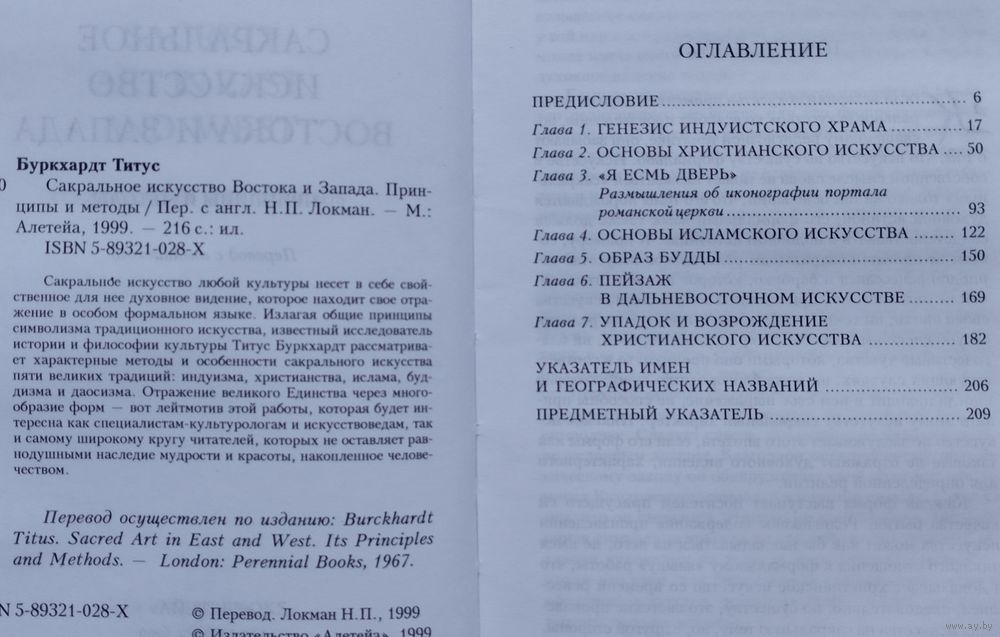 Буркхардт Титус
0 Сакральное искусство Востока и Запада. Прин-
ципы и методы / Пер. с англ. Н.П. Локман. — М.:
Алетейа, 1999. — 216 с.: ил.
ISBN 5-89321-028-X
Сакральное искусство любой культуры несет в себе свой-
ственное для нее духовное видение, которое находит свое отра-
жение в особом формальном языке. Излагая общие принципы
символизма традиционного искусства, известный исследователь
истории и философии культуры Титус Буркхардт рассматрива-
ет характерные методы и особенности сакрального искусства
пяти великих традиций: индуизма, христианства, ислама, буд-
дизма и даосизма. Отражение великого Единства через много-
образие форм — вот лейтмотив этой работы, которая будет ин-
тересна как специалистам-культурологам и искусствоведам, так
и самому широкому кругу читателей, которых не оставляет рав-
нодушными наследие мудрости и красоты, накопленное челове-
чеством.
Перевод осуществлен по изданию: Burckhardt
Titus. Sacred Art in East and West. Its Principles
and Methods. — London: Perennial Books, 1967.
N 5-89321-028-X
© Перевод. Локман Н.П., 1999
© Издательство «Алетейа», 1999
ОГЛАВЛЕНИЕ
ПРЕДИСЛОВИЕ ... 6
Глава 1. ГЕНЕЗИС ИНДУИСТСКОГО ХРАМА ... 17
Глава 2. ОСНОВЫ ХРИСТИАНСКОГО ИСКУССТВА .... 50
Глава 3. «Я ЕСМЬ ДВЕРЬ»
Размышления об иконографии портала
романской церкви ... 93
Глава 4. ОСНОВЫ ИСЛАМСКОГО ИСКУССТВА ... 122
Глава 5. ОБРАЗ БУДДЫ ... 150
Глава 6. ПЕЙЗАЖ
В ДАЛЬНЕВОСТОЧНОМ ИСКУССТВЕ ... 169
Глава 7. УПАДОК И ВОЗРОЖДЕНИЕ
ХРИСТИАНСКОГО ИСКУССТВА ... 182
УКАЗАТЕЛЬ ИМЕН
И ГЕОГРАФИЧЕСКИХ НАЗВАНИЙ ... 206
ПРЕДМЕТНЫЙ УКАЗАТЕЛЬ ... 209
www.ay.by